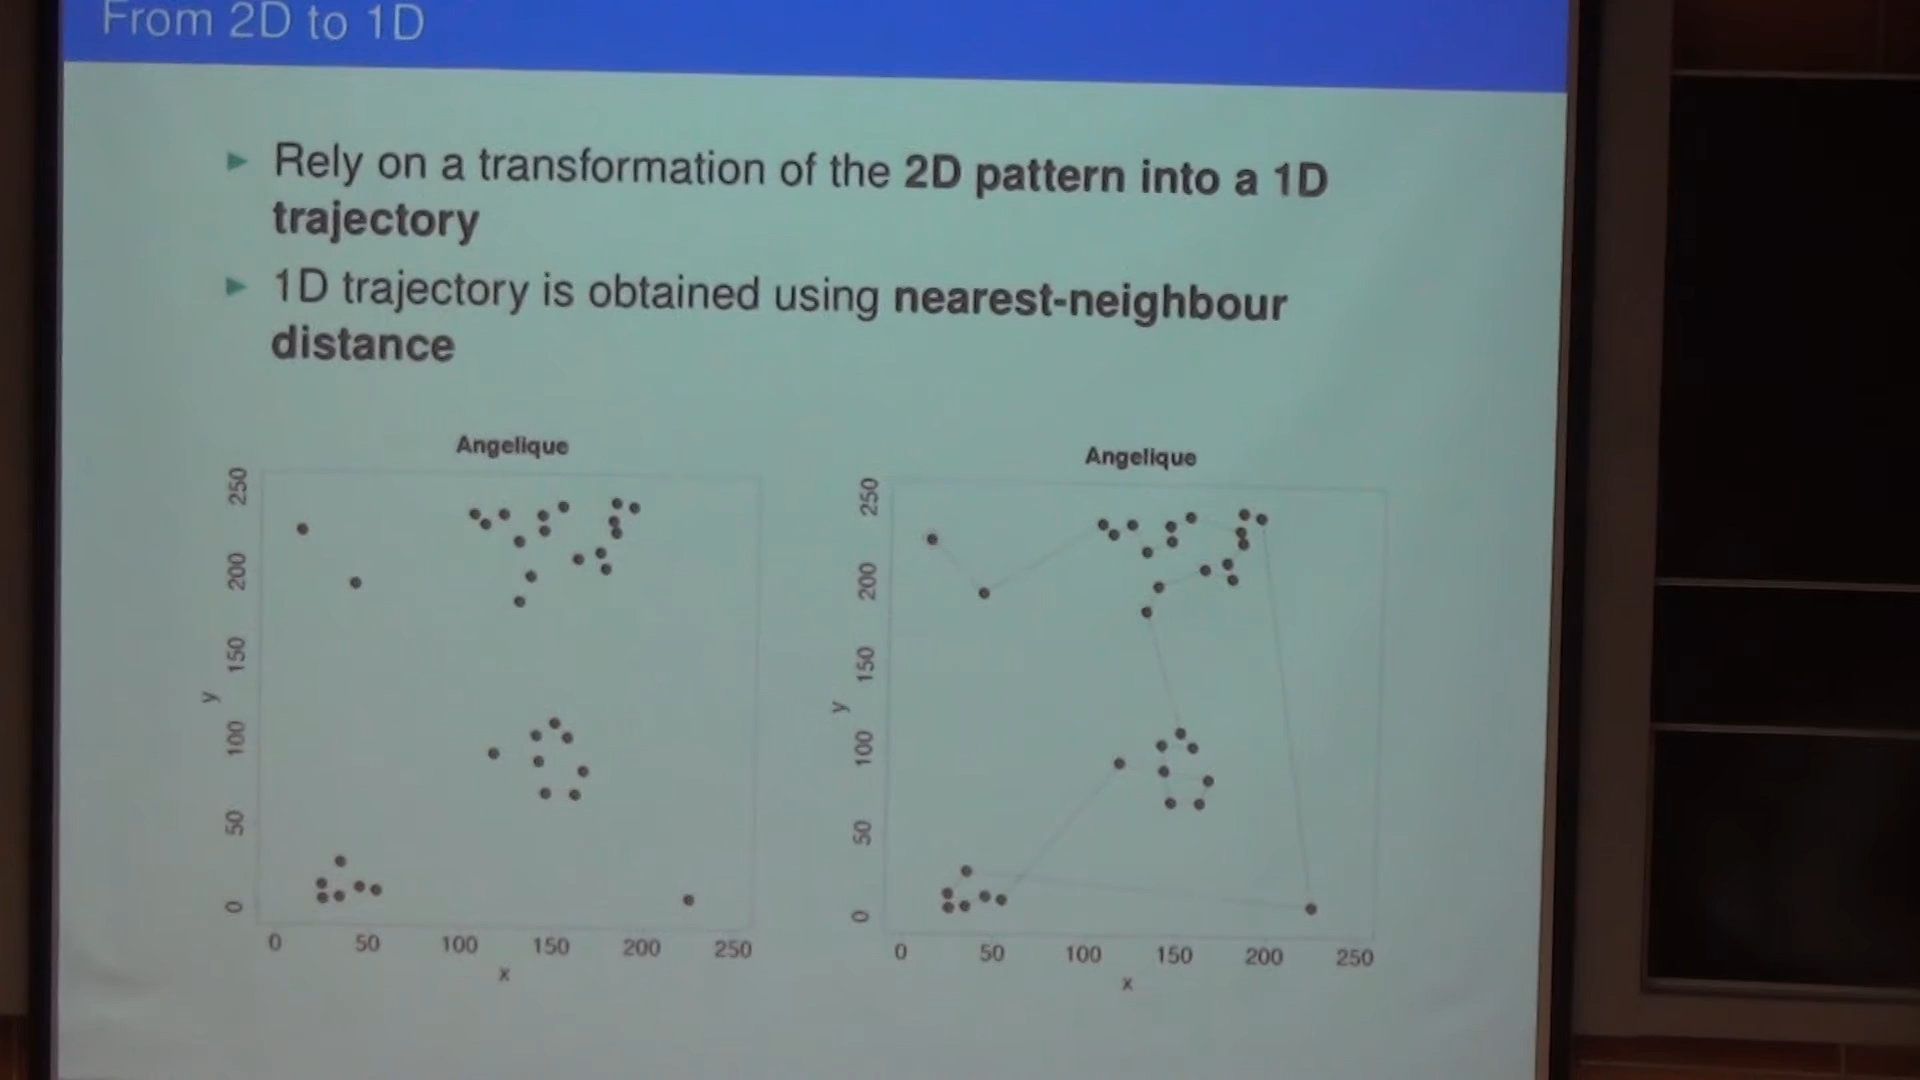 From 2D to 1D
Rely on a transformation of the 2D pattern into a 1D
trajectory
1D trajectory is obtained using nearest-neighbour
distance
Angelique
250
200
150
100
50
0
y
0 50 100 150 200 250
x
Angelique
250
200
150
100
50
0
y
0 50 100 150 200 250
x